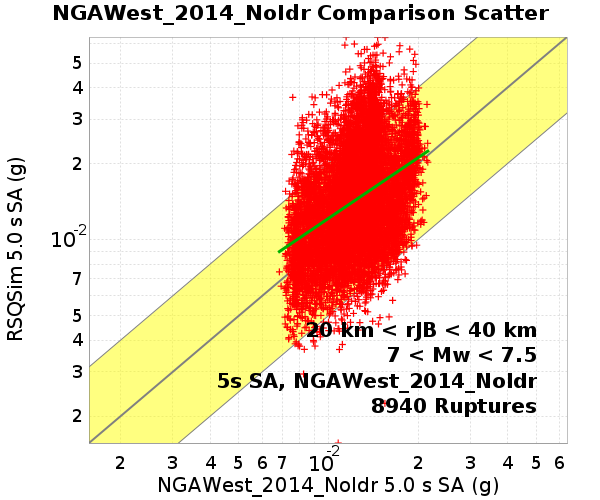 NGAWest_2014_NoIdr Comparison Scatter
RSQSim 5.0 s SA (g)
5
4
3
2
10-2
7
5
4
3
2
20 km < rJB < 40 km
7 < Mw < 7.5
5s SA, NGAWest_2014_NoIdr
8940 Ruptures
2 3 4 5 6 7 10-2 2 3 4 5 6
NGAWest_2014_NoIdr 5.0 s SA (g)